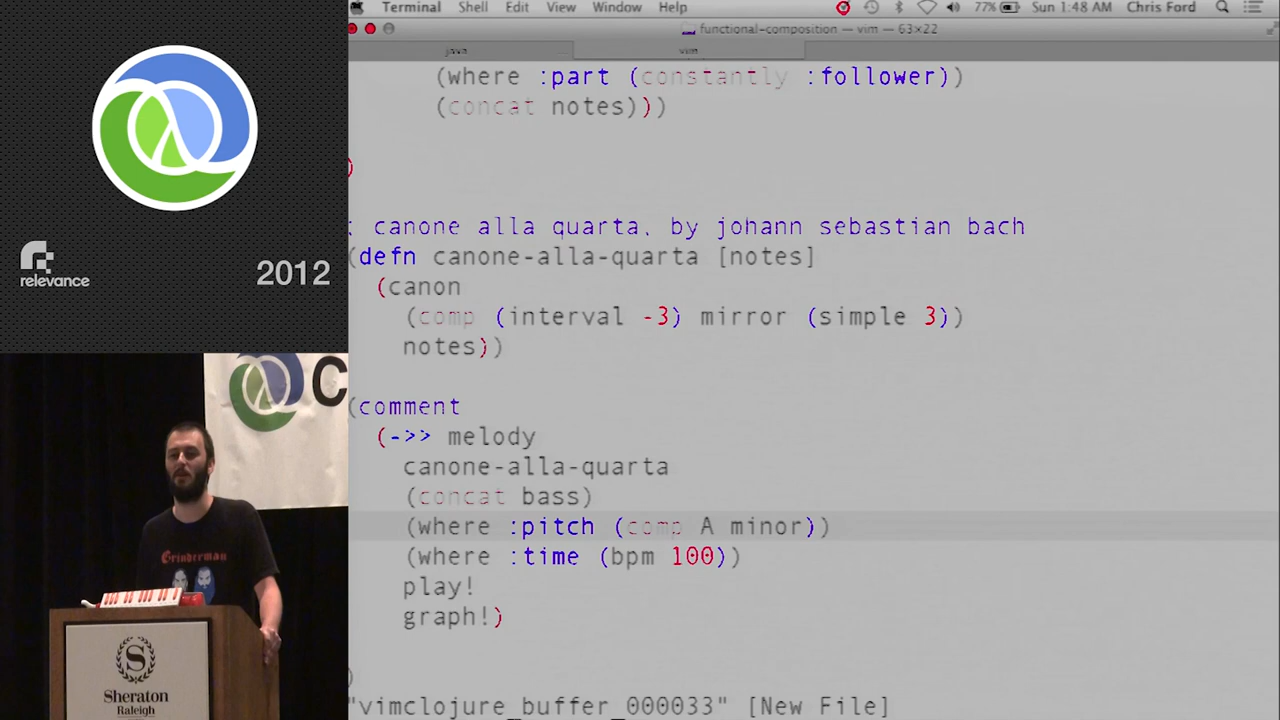 Terminal Shell Edit View Window Help 77% Sun 1:48 AM Chris Ford
functional-composition — vim — 63×22
java vim
(where :part (constantly :follower))
(concat notes)))
)
; canone alla quarta, by johann sebastian bach
(defn canone-alla-quarta [notes]
(canon
(comp (interval -3) mirror (simple 3))
notes))
(comment
(->> melody
canone-alla-quarta
(concat bass)
(where :pitch (comp A minor))
(where :time (bpm 100))
play!
graph!)
)
"vimclojure_buffer_000033" [New File]
relevance
2012
C
Grinderman
S
Sheraton
Raleigh